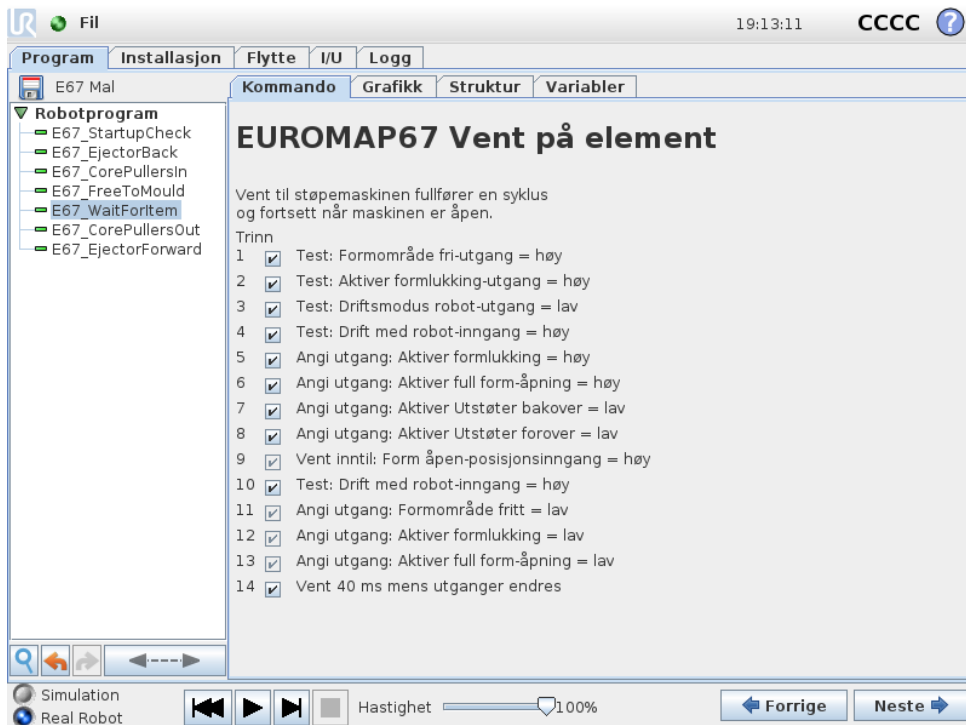 UR Fil 19:13:11 CCCC ?
Program Installasjon Flytte I/U Logg
E67 Mal
Kommando Grafikk Struktur Variabler
Robotprogram
E67_StartupCheck
E67_EjectorBack
E67_CorePullersIn
E67_FreeToMould
E67_WaitForItem
E67_CorePullersOut
E67_EjectorForward
EUROMAP67 Vent på element
Vent til støpemaskinen fullfører en syklus
og fortsett når maskinen er åpen.
Trinn
1 Test: Formområde fri-utgang = høy
2 Test: Aktiver formlukking-utgang = høy
3 Test: Driftsmodus robot-utgang = lav
4 Test: Drift med robot-inngang = høy
5 Angi utgang: Aktiver formlukking = høy
6 Angi utgang: Aktiver full form-åpning = høy
7 Angi utgang: Aktiver Utstøter bakover = lav
8 Angi utgang: Aktiver Utstøter forover = lav
9 Vent inntil: Form åpen-posisjonsinngang = høy
10 Test: Drift med robot-inngang = høy
11 Angi utgang: Formområde fritt = lav
12 Angi utgang: Aktiver formlukking = lav
13 Angi utgang: Aktiver full form-åpning = lav
14 Vent 40 ms mens utganger endres
Simulation
Real Robot
Hastighet 100%
Forrige Neste